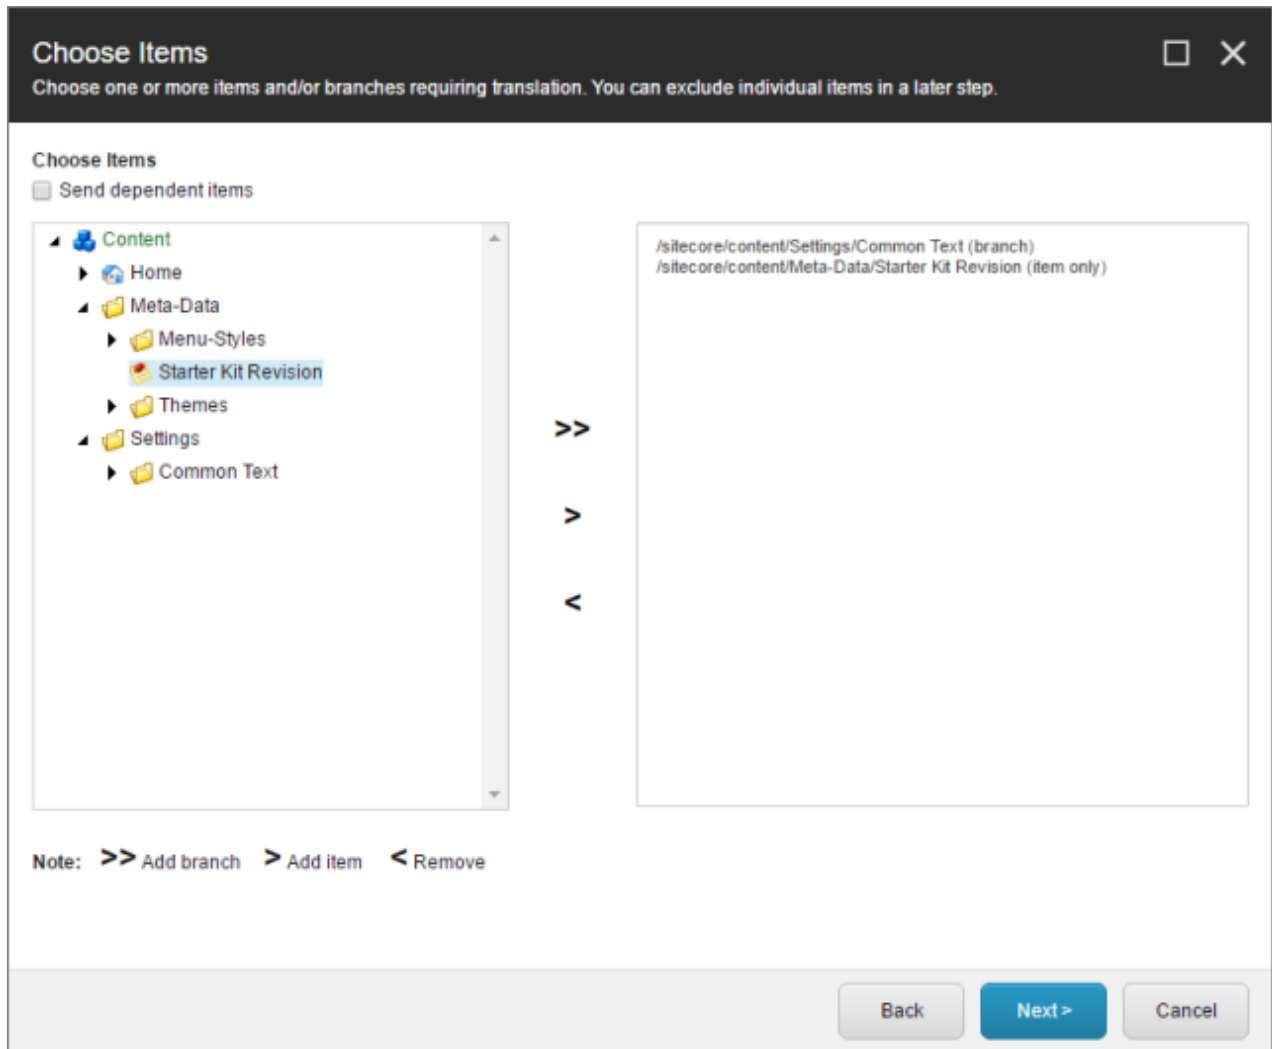 Choose Items
Choose one or more items and/or branches requiring translation. You can exclude individual items in a later step.
Choose Items
Send dependent items
Content
Home
Meta-Data
Menu-Styles
Starter Kit Revision
Themes
Settings
Common Text
>>
>
<
/sitecore/content/Settings/Common Text (branch)
/sitecore/content/Meta-Data/Starter Kit Revision (item only)
Note: >> Add branch > Add item < Remove
Back Next > Cancel